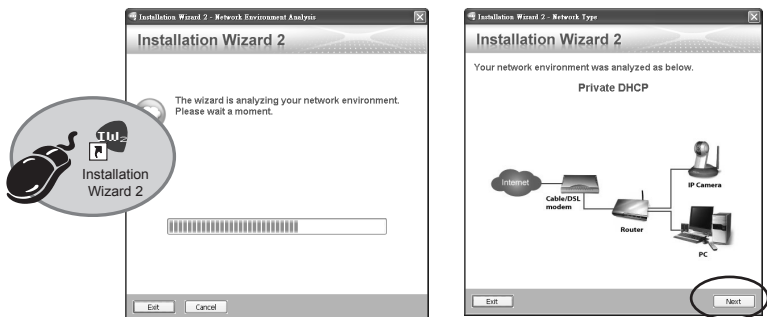 Installation Wizard 2 - Network Environment Analysis
Installation Wizard 2
The wizard is analyzing your network environment.
Please wait a moment.
IW2
Installation
Wizard 2
Exit
Cancel
Installation Wizard 2 - Network Type
Installation Wizard 2
Your network environment was analyzed as below.
Private DHCP
Internet
Cable/DSL
modem
Router
IP Camera
PC
Exit
Next